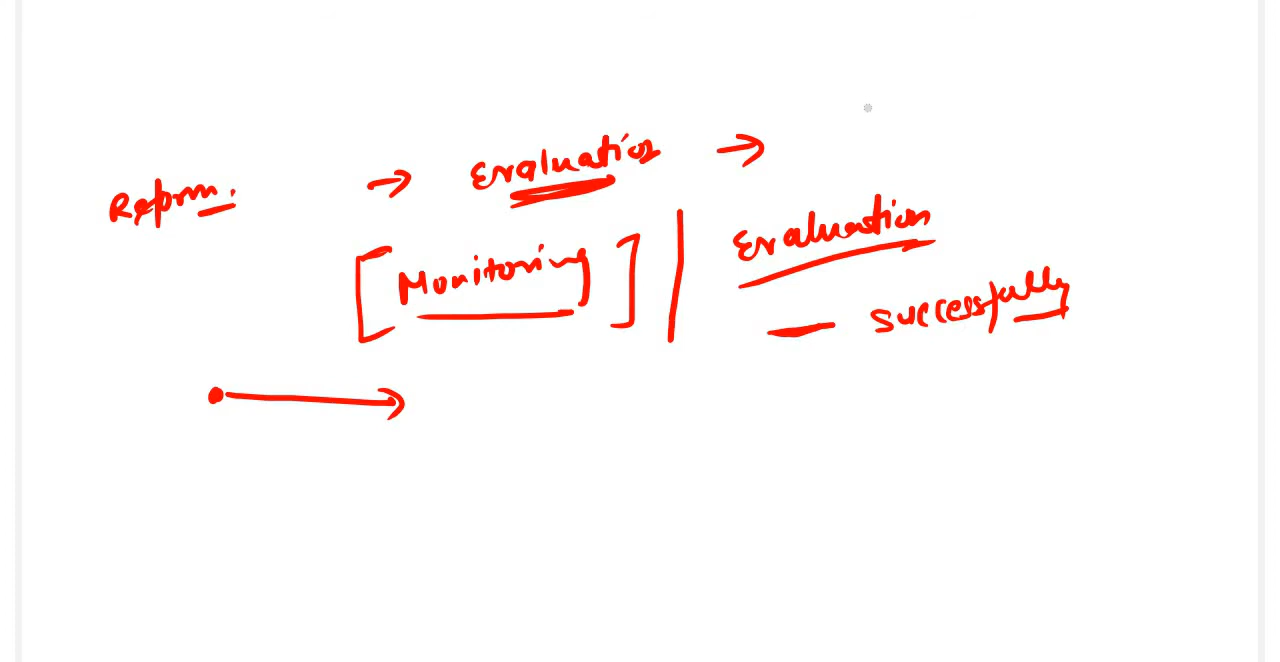 Reform. → Evaluation →
[Monitoring] | Evaluation
— Successfully